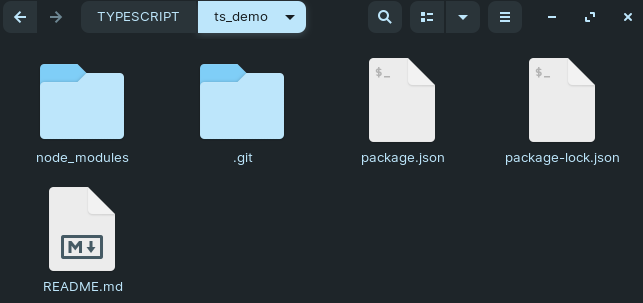 TYPESCRIPT ts_demo
$_ $_
node_modules .git package.json package-lock.json
M
README.md